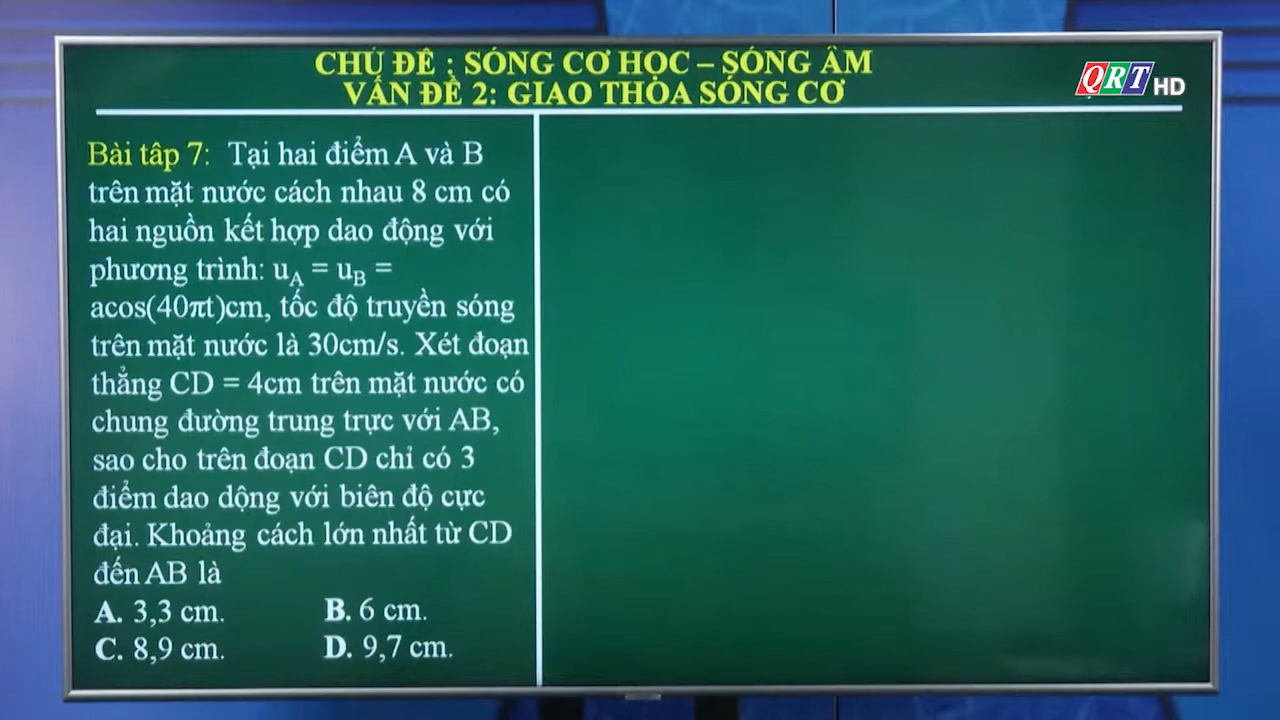 CHỦ ĐỀ : SÓNG CƠ HỌC – SÓNG ÂM
VẤN ĐỀ 2: GIAO THOA SÓNG CƠ
QRT HD
Bài tâp 7: Tại hai điểm A và B
trên mặt nước cách nhau 8 cm có
hai nguồn kết hợp dao động với
phương trình: u_A = u_B =
acos(40πt)cm, tốc độ truyền sóng
trên mặt nước là 30cm/s. Xét đoạn
thẳng CD = 4cm trên mặt nước có
chung đường trung trực với AB,
sao cho trên đoạn CD chỉ có 3
điểm dao dộng với biên độ cực
đại. Khoảng cách lớn nhất từ CD
đến AB là
A. 3,3 cm. B. 6 cm.
C. 8,9 cm. D. 9,7 cm.